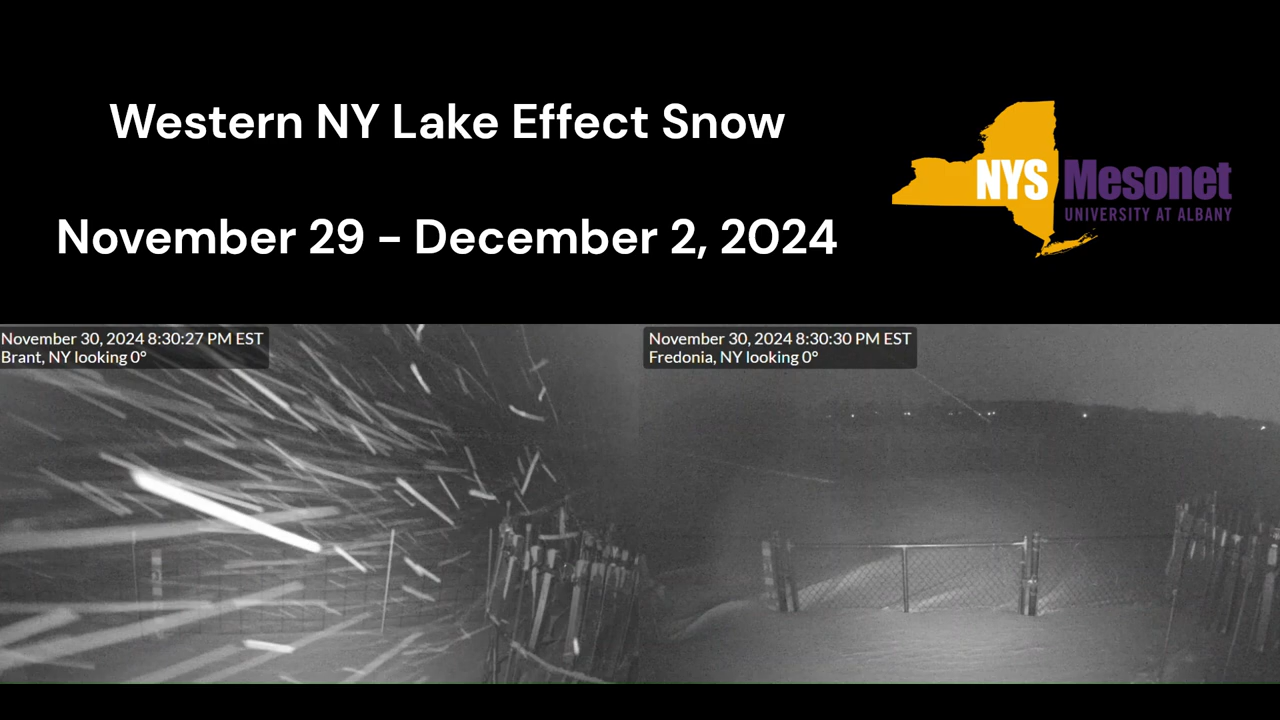 Western NY Lake Effect Snow
November 29 – December 2, 2024
NYS Mesonet
UNIVERSITY AT ALBANY
November 30, 2024 8:30:27 PM EST
Brant, NY looking 0°
November 30, 2024 8:30:30 PM EST
Fredonia, NY looking 0°